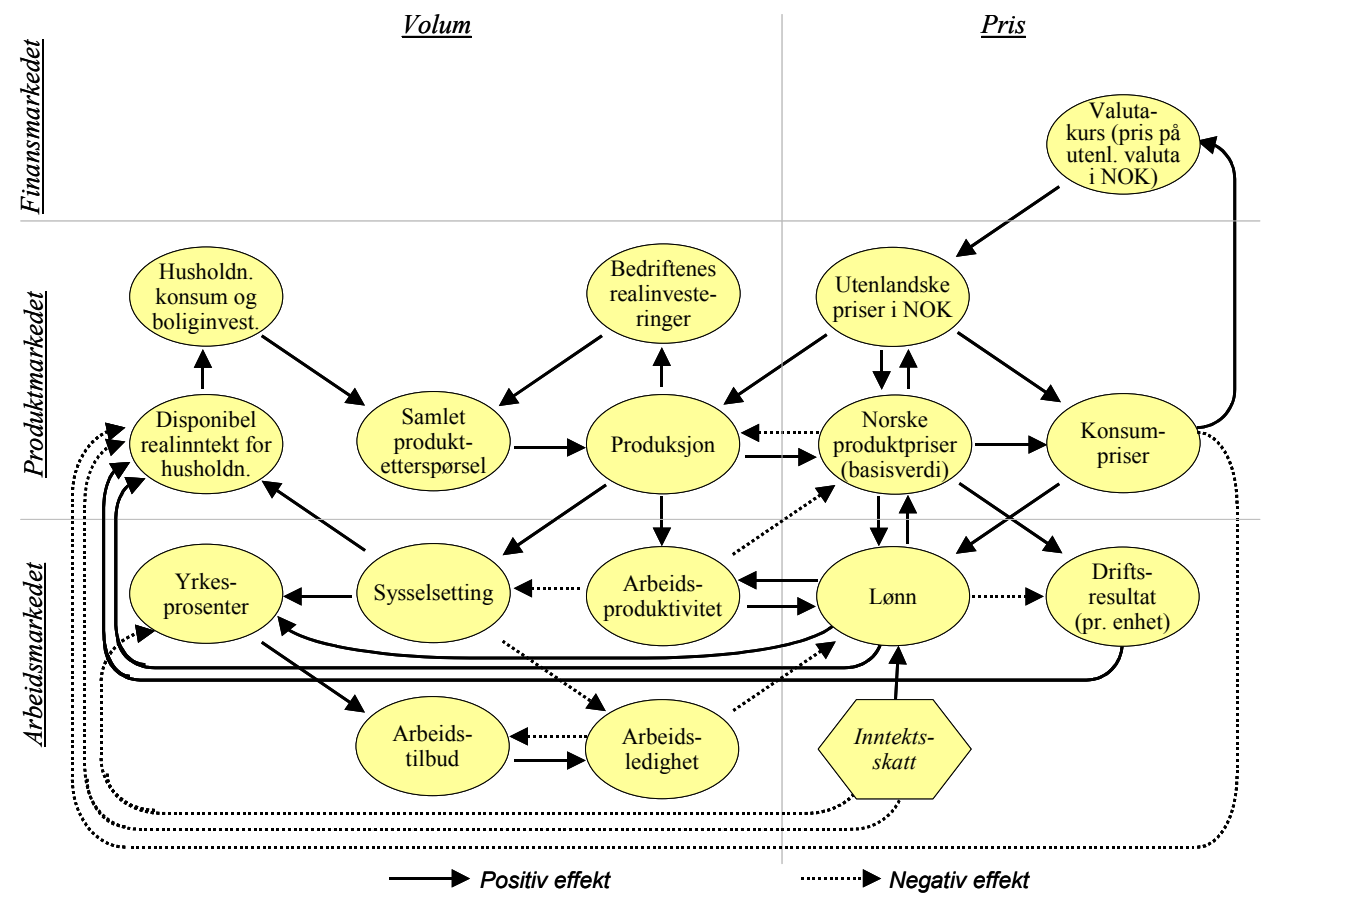 Volum
Pris
Finansmarkedet
Valuta-
kurs (pris på
utenl. valuta
i NOK)
Produktmarkedet
Husholdn.
konsum og
boliginvest.
Bedriftenes
realinveste-
ringer
Utenlandske
priser i NOK
Disponibel
realinntekt for
husholdn.
Samlet
produkt-
etterspørsel
Produksjon
Norske
produktpriser
(basisverdi)
Konsum-
priser
Arbeidsmarkedet
Yrkes-
prosenter
Sysselsetting
Arbeids-
produktivitet
Lønn
Drifts-
resultat
(pr. enhet)
Arbeids-
tilbud
Arbeids-
ledighet
Inntekts-
skatt
Positiv effekt
Negativ effekt